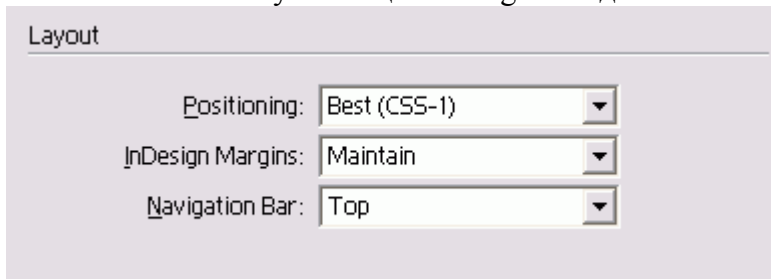 Layout
Positioning: Best (CSS-1)
InDesign Margins: Maintain
Navigation Bar: Top